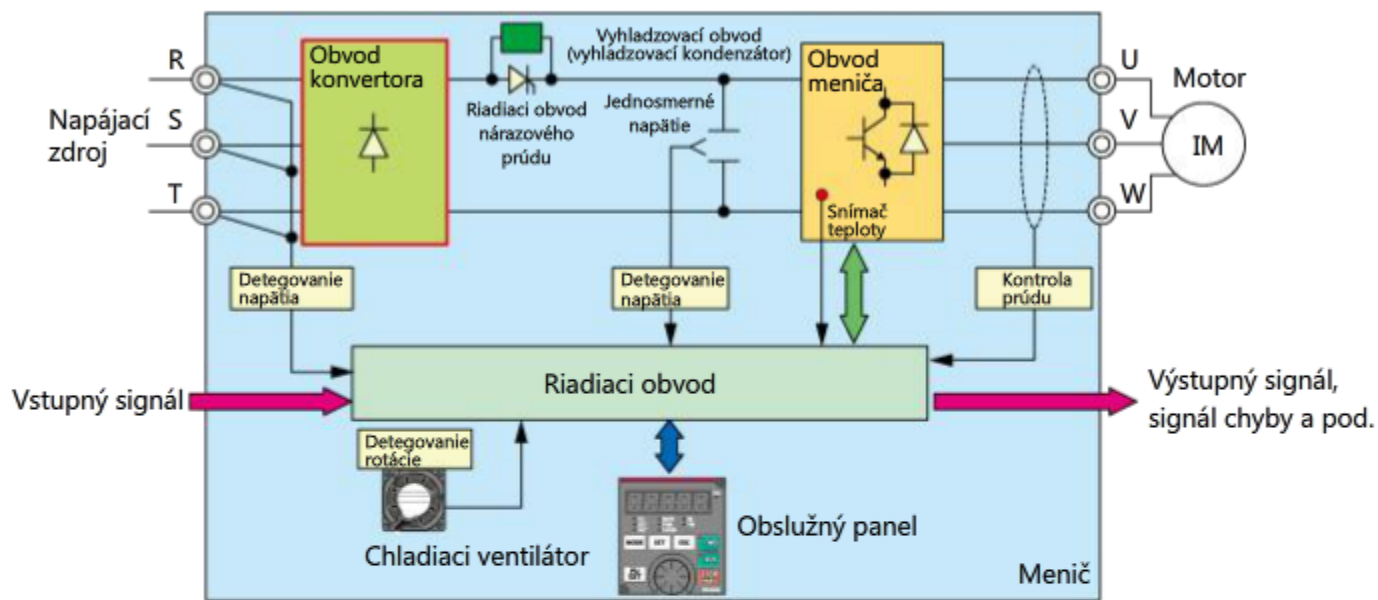 R
S
T
Napájací
zdroj
Obvod
konvertora
Vyhladzovací obvod
(vyhladzovací kondenzátor)
Riadiaci obvod
nárazového
prúdu
Jednosmerné
napätie
Obvod
meniča
Snímač
teploty
U
V
W
Motor
IM
Detegovanie
napätia
Detegovanie
napätia
Kontrola
prúdu
Vstupný signál
Riadiaci obvod
Výstupný signál,
signál chyby a pod.
Detegovanie
rotácie
Chladiaci ventilátor
MODE SET
Obslužný panel
Menič